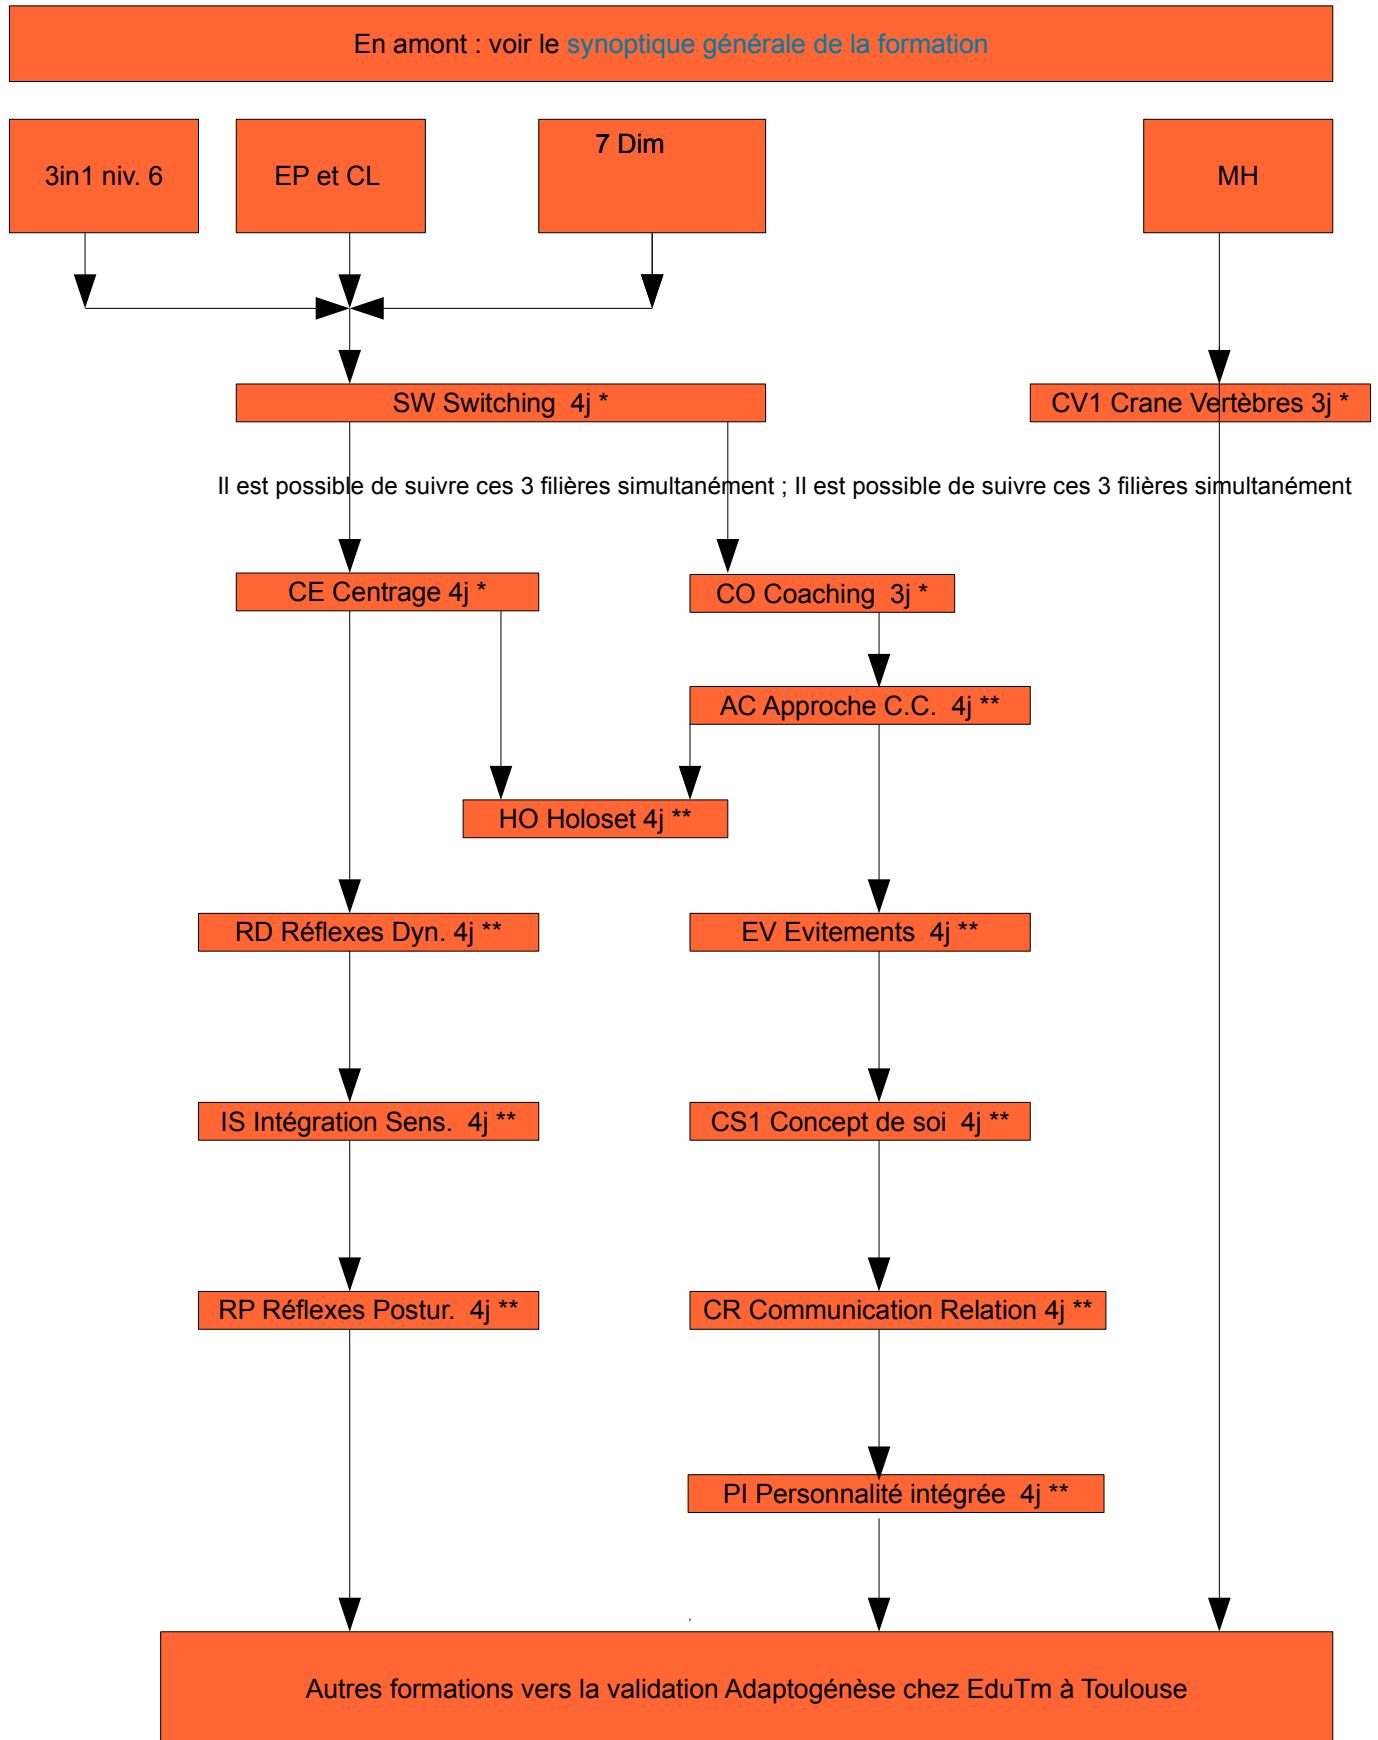 En amont : voir le synoptique générale de la formation
3in1 niv. 6
EP et CL
7 Dim
MH
SW Switching 4j *
CV1 Crane Vertèbres 3j *
Il est possible de suivre ces 3 filières simultanément ; Il est possible de suivre ces 3 filières simultanément
CE Centrage 4j *
CO Coaching 3j *
AC Approche C.C. 4j **
HO Holoset 4j **
RD Réflexes Dyn. 4j **
EV Evitements 4j **
IS Intégration Sens. 4j **
CS1 Concept de soi 4j **
RP Réflexes Postur. 4j **
CR Communication Relation 4j **
PI Personnalité intégrée 4j **
Autres formations vers la validation Adaptogénèse chez EduTm à Toulouse